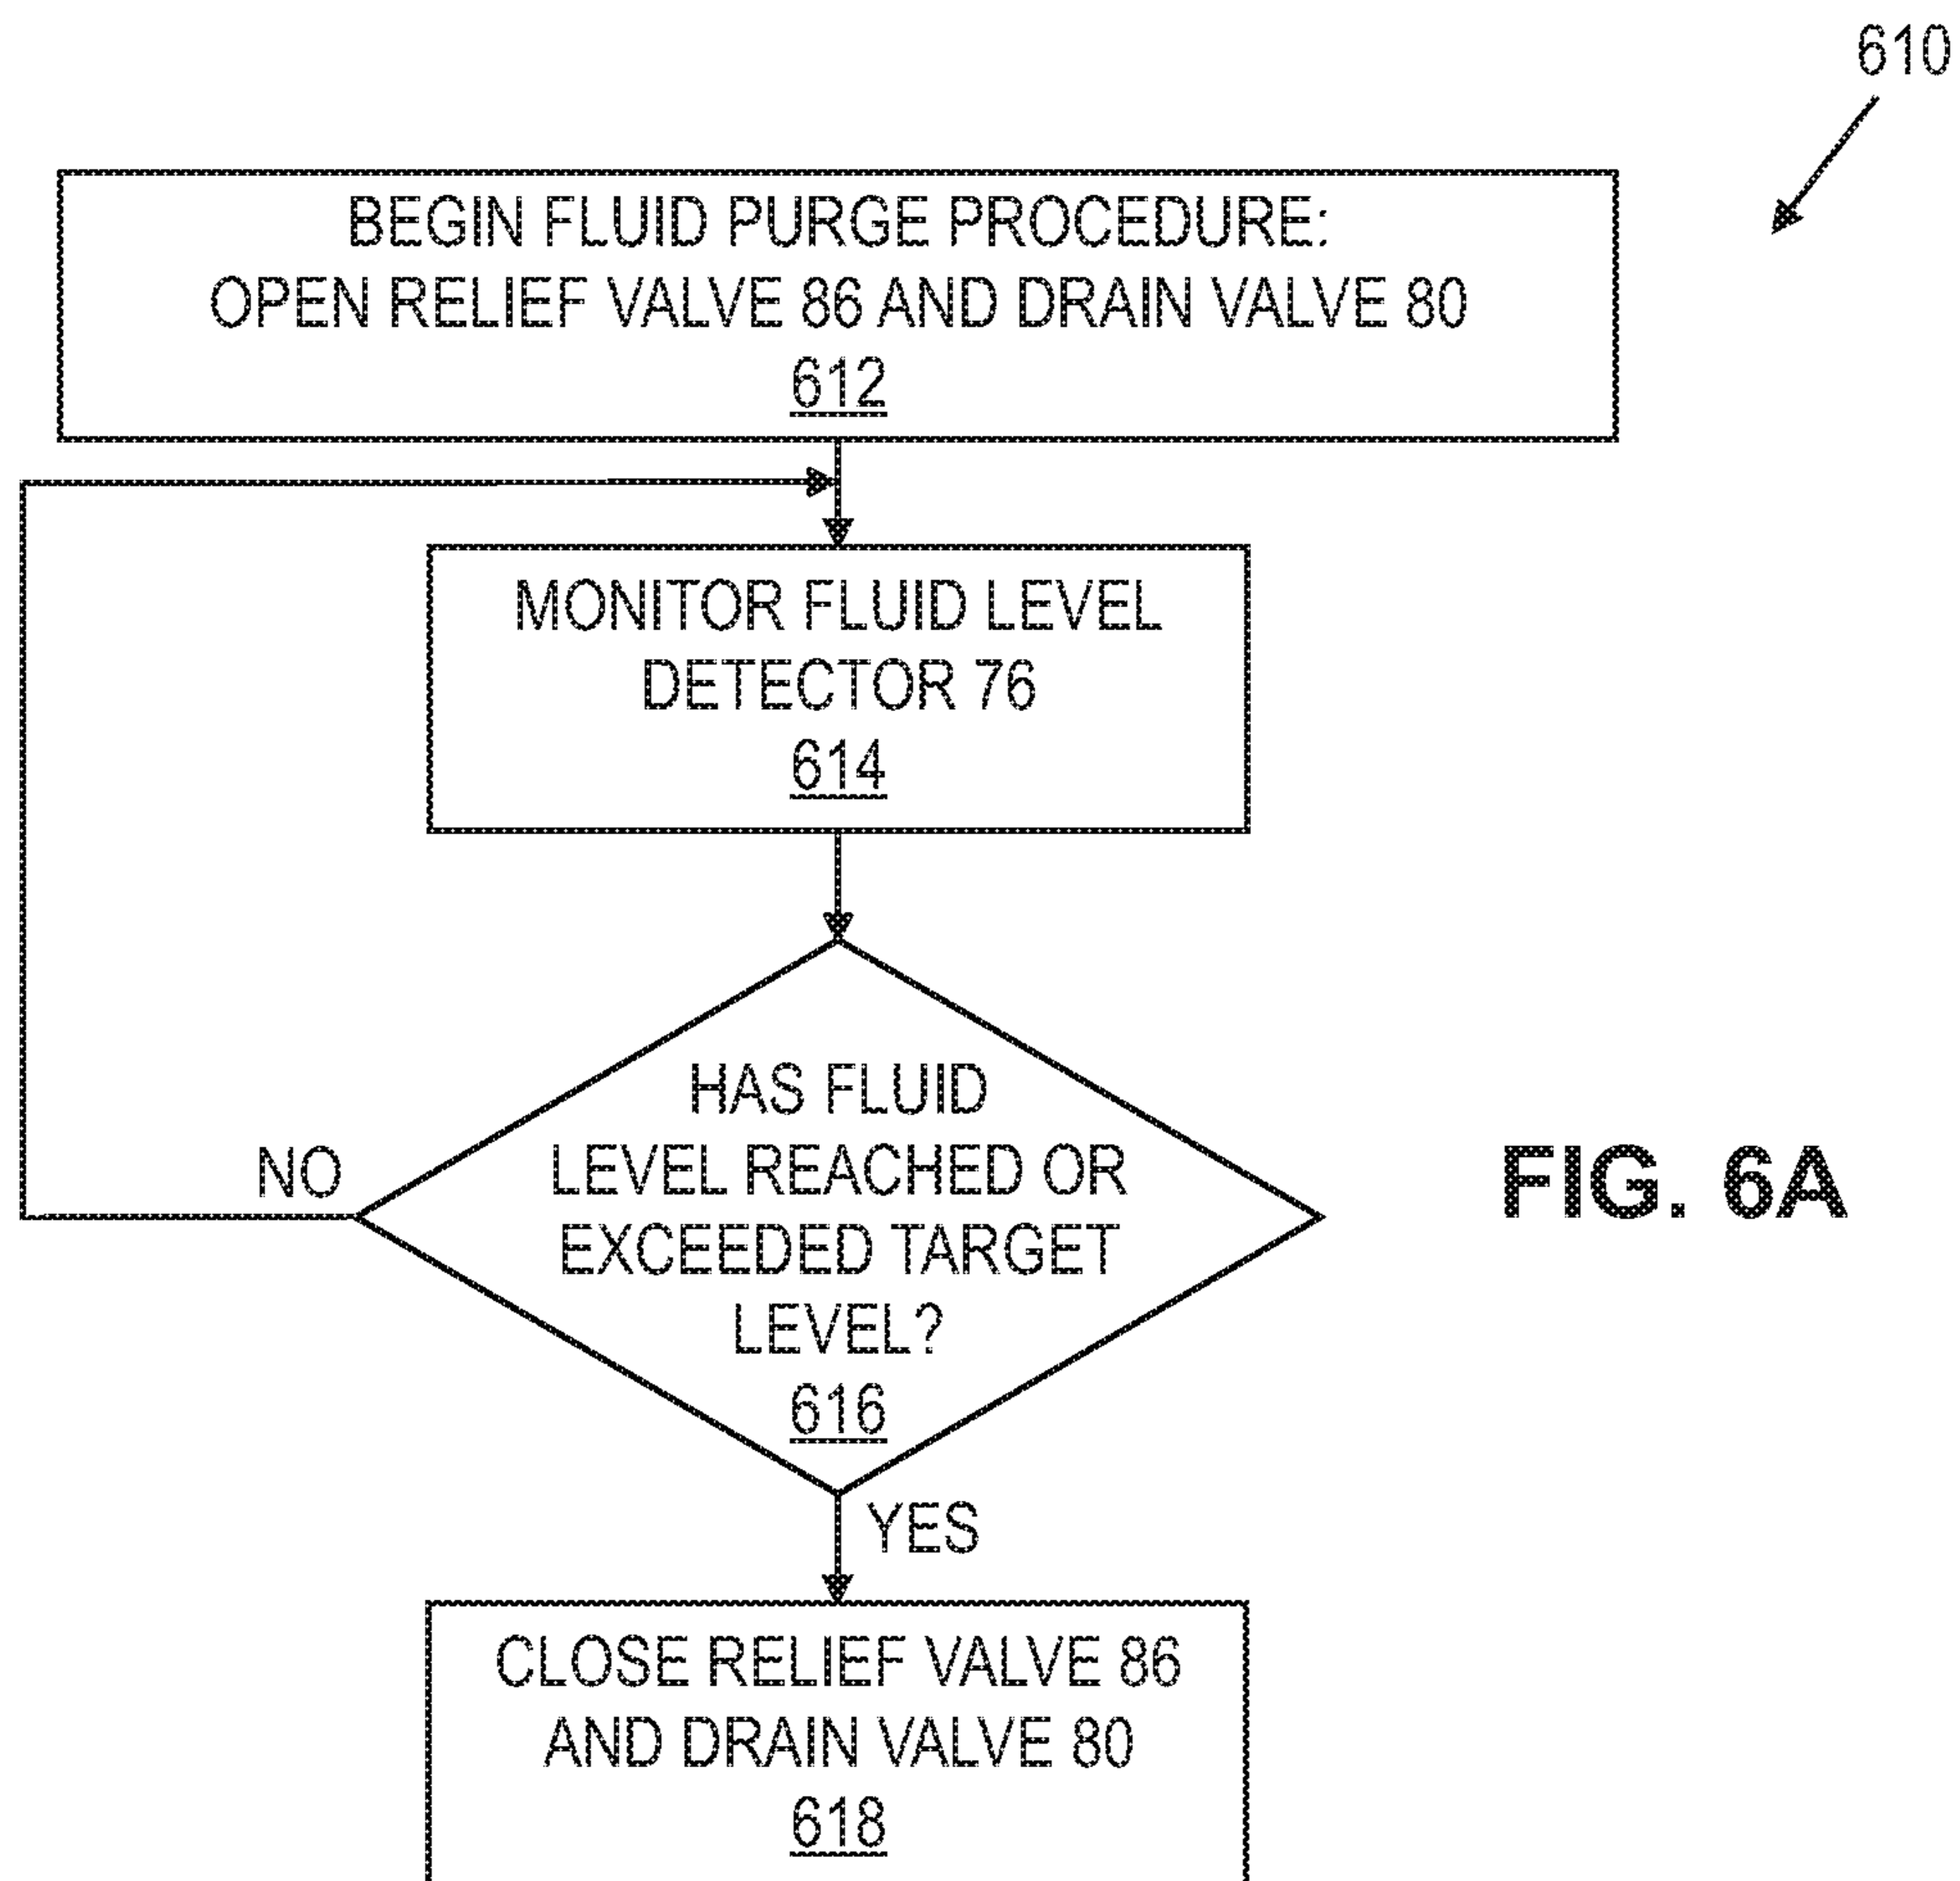 610
BEGIN FLUID PURGE PROCEDURE:
OPEN RELIEF VALVE 86 AND DRAIN VALVE 80
612
MONITOR FLUID LEVEL
DETECTOR 76
614
HAS FLUID
LEVEL REACHED OR
EXCEEDED TARGET
LEVEL?
616
NO
YES
FIG. 6A
CLOSE RELIEF VALVE 86
AND DRAIN VALVE 80
618